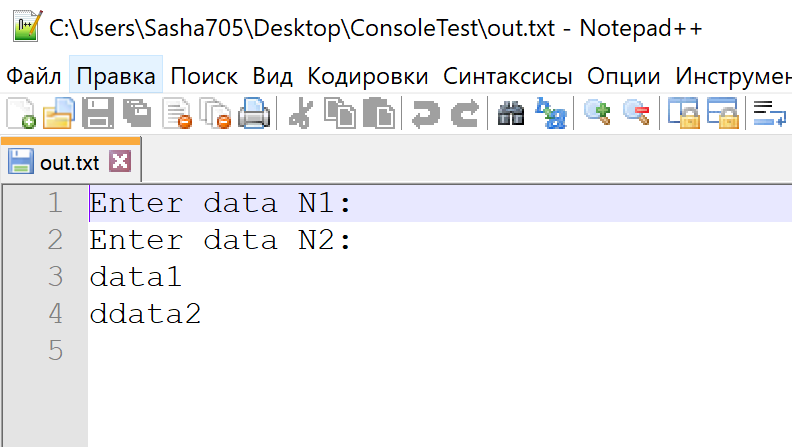 C:\Users\Sasha705\Desktop\ConsoleTest\out.txt - Notepad++
Файл Правка Поиск Вид Кодировки Синтаксисы Опции Инструмен
out.txt
1 Enter data N1:
2 Enter data N2:
3 data1
4 ddata2
5